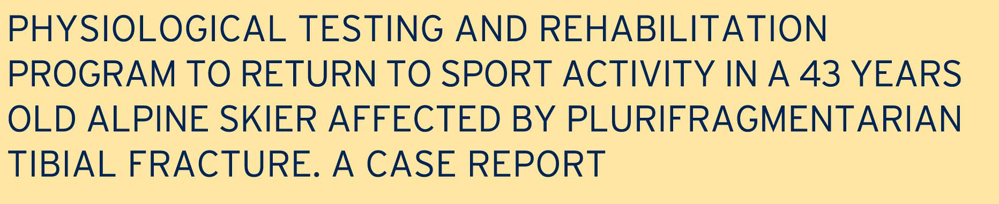 PHYSIOLOGICAL TESTING AND REHABILITATION
PROGRAM TO RETURN TO SPORT ACTIVITY IN A 43 YEARS
OLD ALPINE SKIER AFFECTED BY PLURIFRAGMENTARIAN
TIBIAL FRACTURE. A CASE REPORT